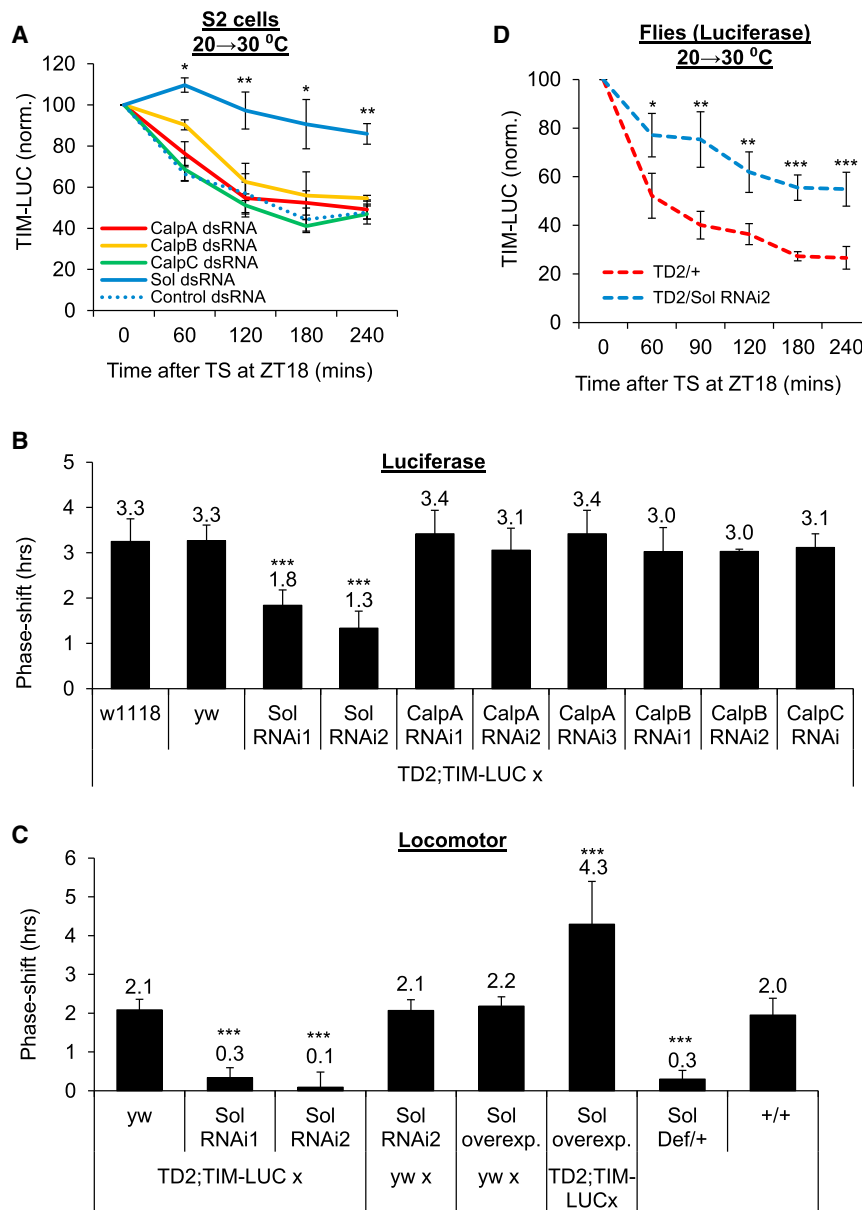 A
S2 cells
20→30 ⁰C
TIM-LUC (norm.)
120
100
80
60
40
20
0
*
**
*
**
CalpA dsRNA
CalpB dsRNA
CalpC dsRNA
Sol dsRNA
Control dsRNA
0 60 120 180 240
Time after TS at ZT18 (mins)
D
Flies (Luciferase)
20→30 ⁰C
TIM-LUC (norm.)
100
80
60
40
20
0
*
**
**
***
***
TD2/+
TD2/Sol RNAi2
0 60 90 120 180 240
Time after TS at ZT18 (mins)
B
Luciferase
Phase-shift (hrs)
5
4
3
2
1
0
3.3
3.3
***
1.8
***
1.3
3.4
3.1
3.4
3.0
3.0
3.1
w1118
yw
Sol
RNAi1
Sol
RNAi2
CalpA
RNAi1
CalpA
RNAi2
CalpA
RNAi3
CalpB
RNAi1
CalpB
RNAi2
CalpC
RNAi
TD2;TIM-LUC x
C
Locomotor
Phase-shift (hrs)
6
5
4
3
2
1
0
2.1
***
0.3
***
0.1
2.1
2.2
***
4.3
***
0.3
2.0
yw
Sol
RNAi1
Sol
RNAi2
Sol
RNAi2
Sol
overexp.
Sol
overexp.
Sol
Def/+
+/+
TD2;TIM-LUC x
yw x
yw x
TD2;TIM-
LUCx